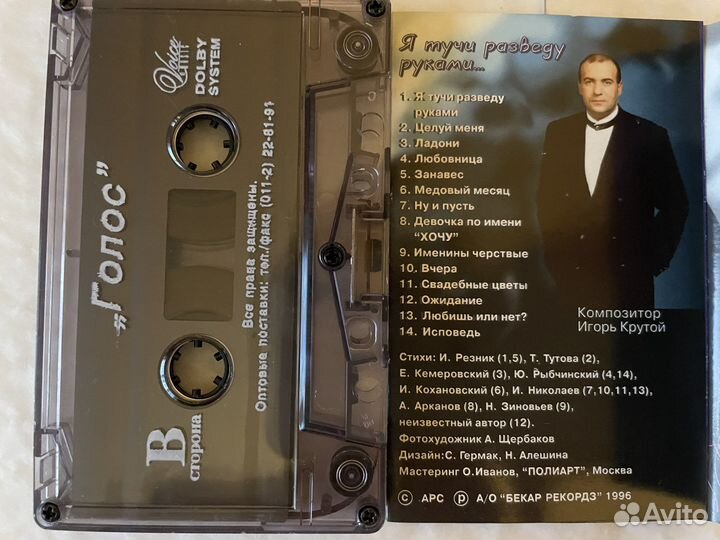 Voice
DOLBY
SYSTEM
„Голос”
Все права защищены.
Оптовые поставки: тел./факс (011-2) 22-81-91
В
сторона
Я тучи разведу
руками...
1. Я тучи разведу
руками
2. Целуй меня
3. Ладони
4. Любовница
5. Занавес
6. Медовый месяц
7. Ну и пусть
8. Девочка по имени
"ХОЧУ"
9. Именины черствые
10. Вчера
11. Свадебные цветы
12. Ожидание
13. Любишь или нет?
14. Исповедь
Композитор
Игорь Крутой
Стихи: И. Резник (1,5), Т. Тутова (2),
Е. Кемеровский (3), Ю. Рыбчинский (4,14),
И. Кохановский (6), И. Николаев (7,10,11,13),
А. Арканов (8), Н. Зиновьев (9),
неизвестный автор (12).
Фотохудожник А. Щербаков
Дизайн:С. Гермак, Н. Алешина
Мастеринг О.Иванов, "ПОЛИАРТ", Москва
© АРС ℗ А/О "БЕКАР РЕКОРДЗ" 1996
Avito